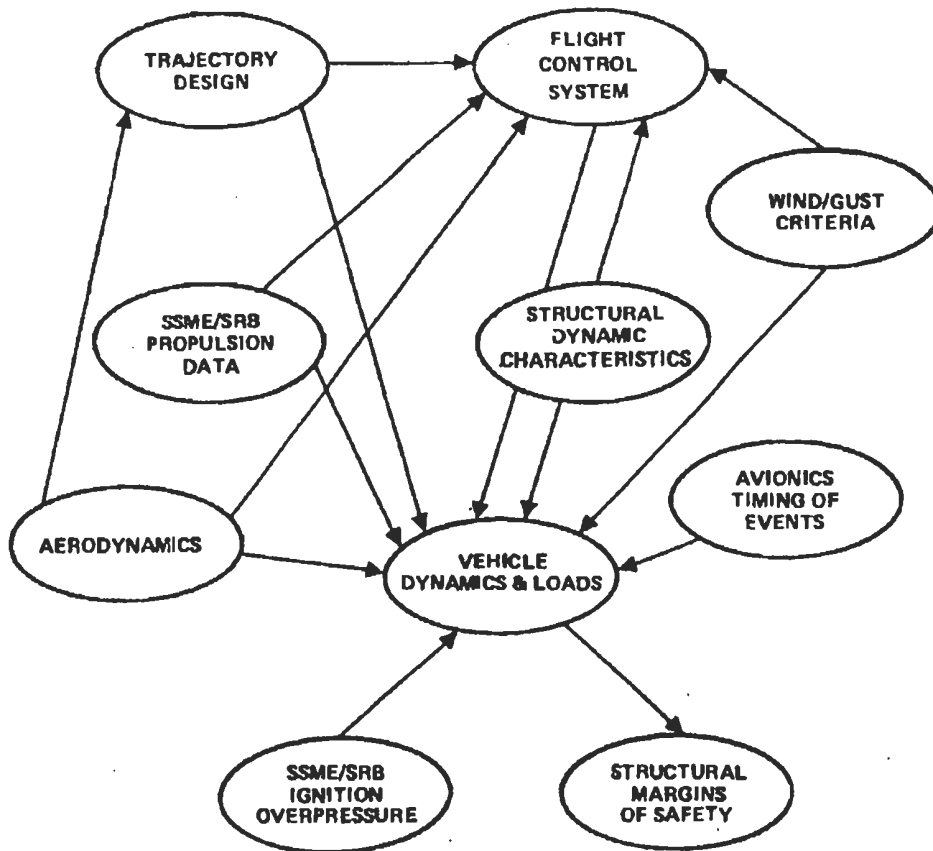 TRAJECTORY
DESIGN
FLIGHT
CONTROL
SYSTEM
WIND/GUST
CRITERIA
SSME/SRB
PROPULSION
DATA
STRUCTURAL
DYNAMIC
CHARACTERISTICS
AVIONICS
TIMING OF
EVENTS
AERODYNAMICS
VEHICLE
DYNAMICS & LOADS
SSME/SRB
IGNITION
OVERPRESSURE
STRUCTURAL
MARGINS
OF SAFETY